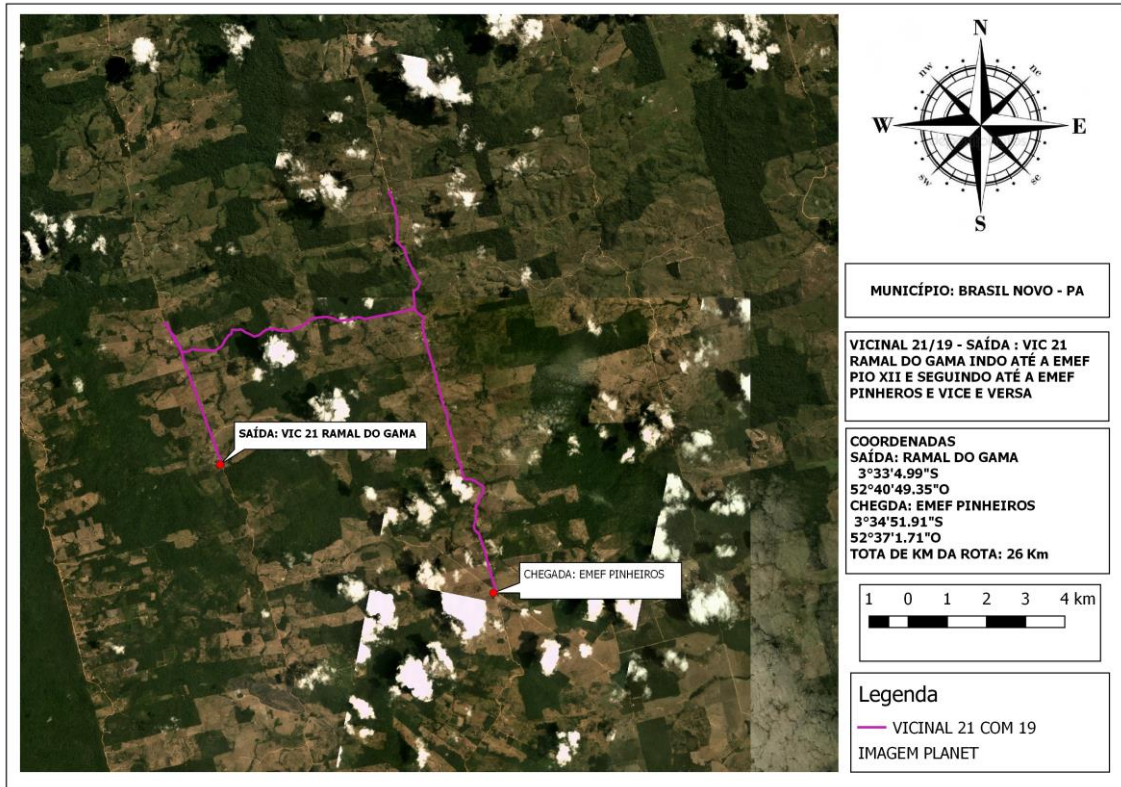 N
nw
ne
W
E
sw
se
S
MUNICÍPIO: BRASIL NOVO - PA
VICINAL 21/19 - SAÍDA : VIC 21
RAMAL DO GAMA INDO ATÉ A EMEF
PIO XII E SEGUINDO ATÉ A EMEF
PINHEROS E VICE E VERSA
SAÍDA: VIC 21 RAMAL DO GAMA
CHEGADA: EMEF PINHEIROS
COORDENADAS
SAÍDA: RAMAL DO GAMA
3°33'4.99"S
52°40'49.35"O
CHEGDA: EMEF PINHEIROS
3°34'51.91"S
52°37'1.71"O
TOTA DE KM DA ROTA: 26 Km
1 0 1 2 3 4 km
Legenda
VICINAL 21 COM 19
IMAGEM PLANET